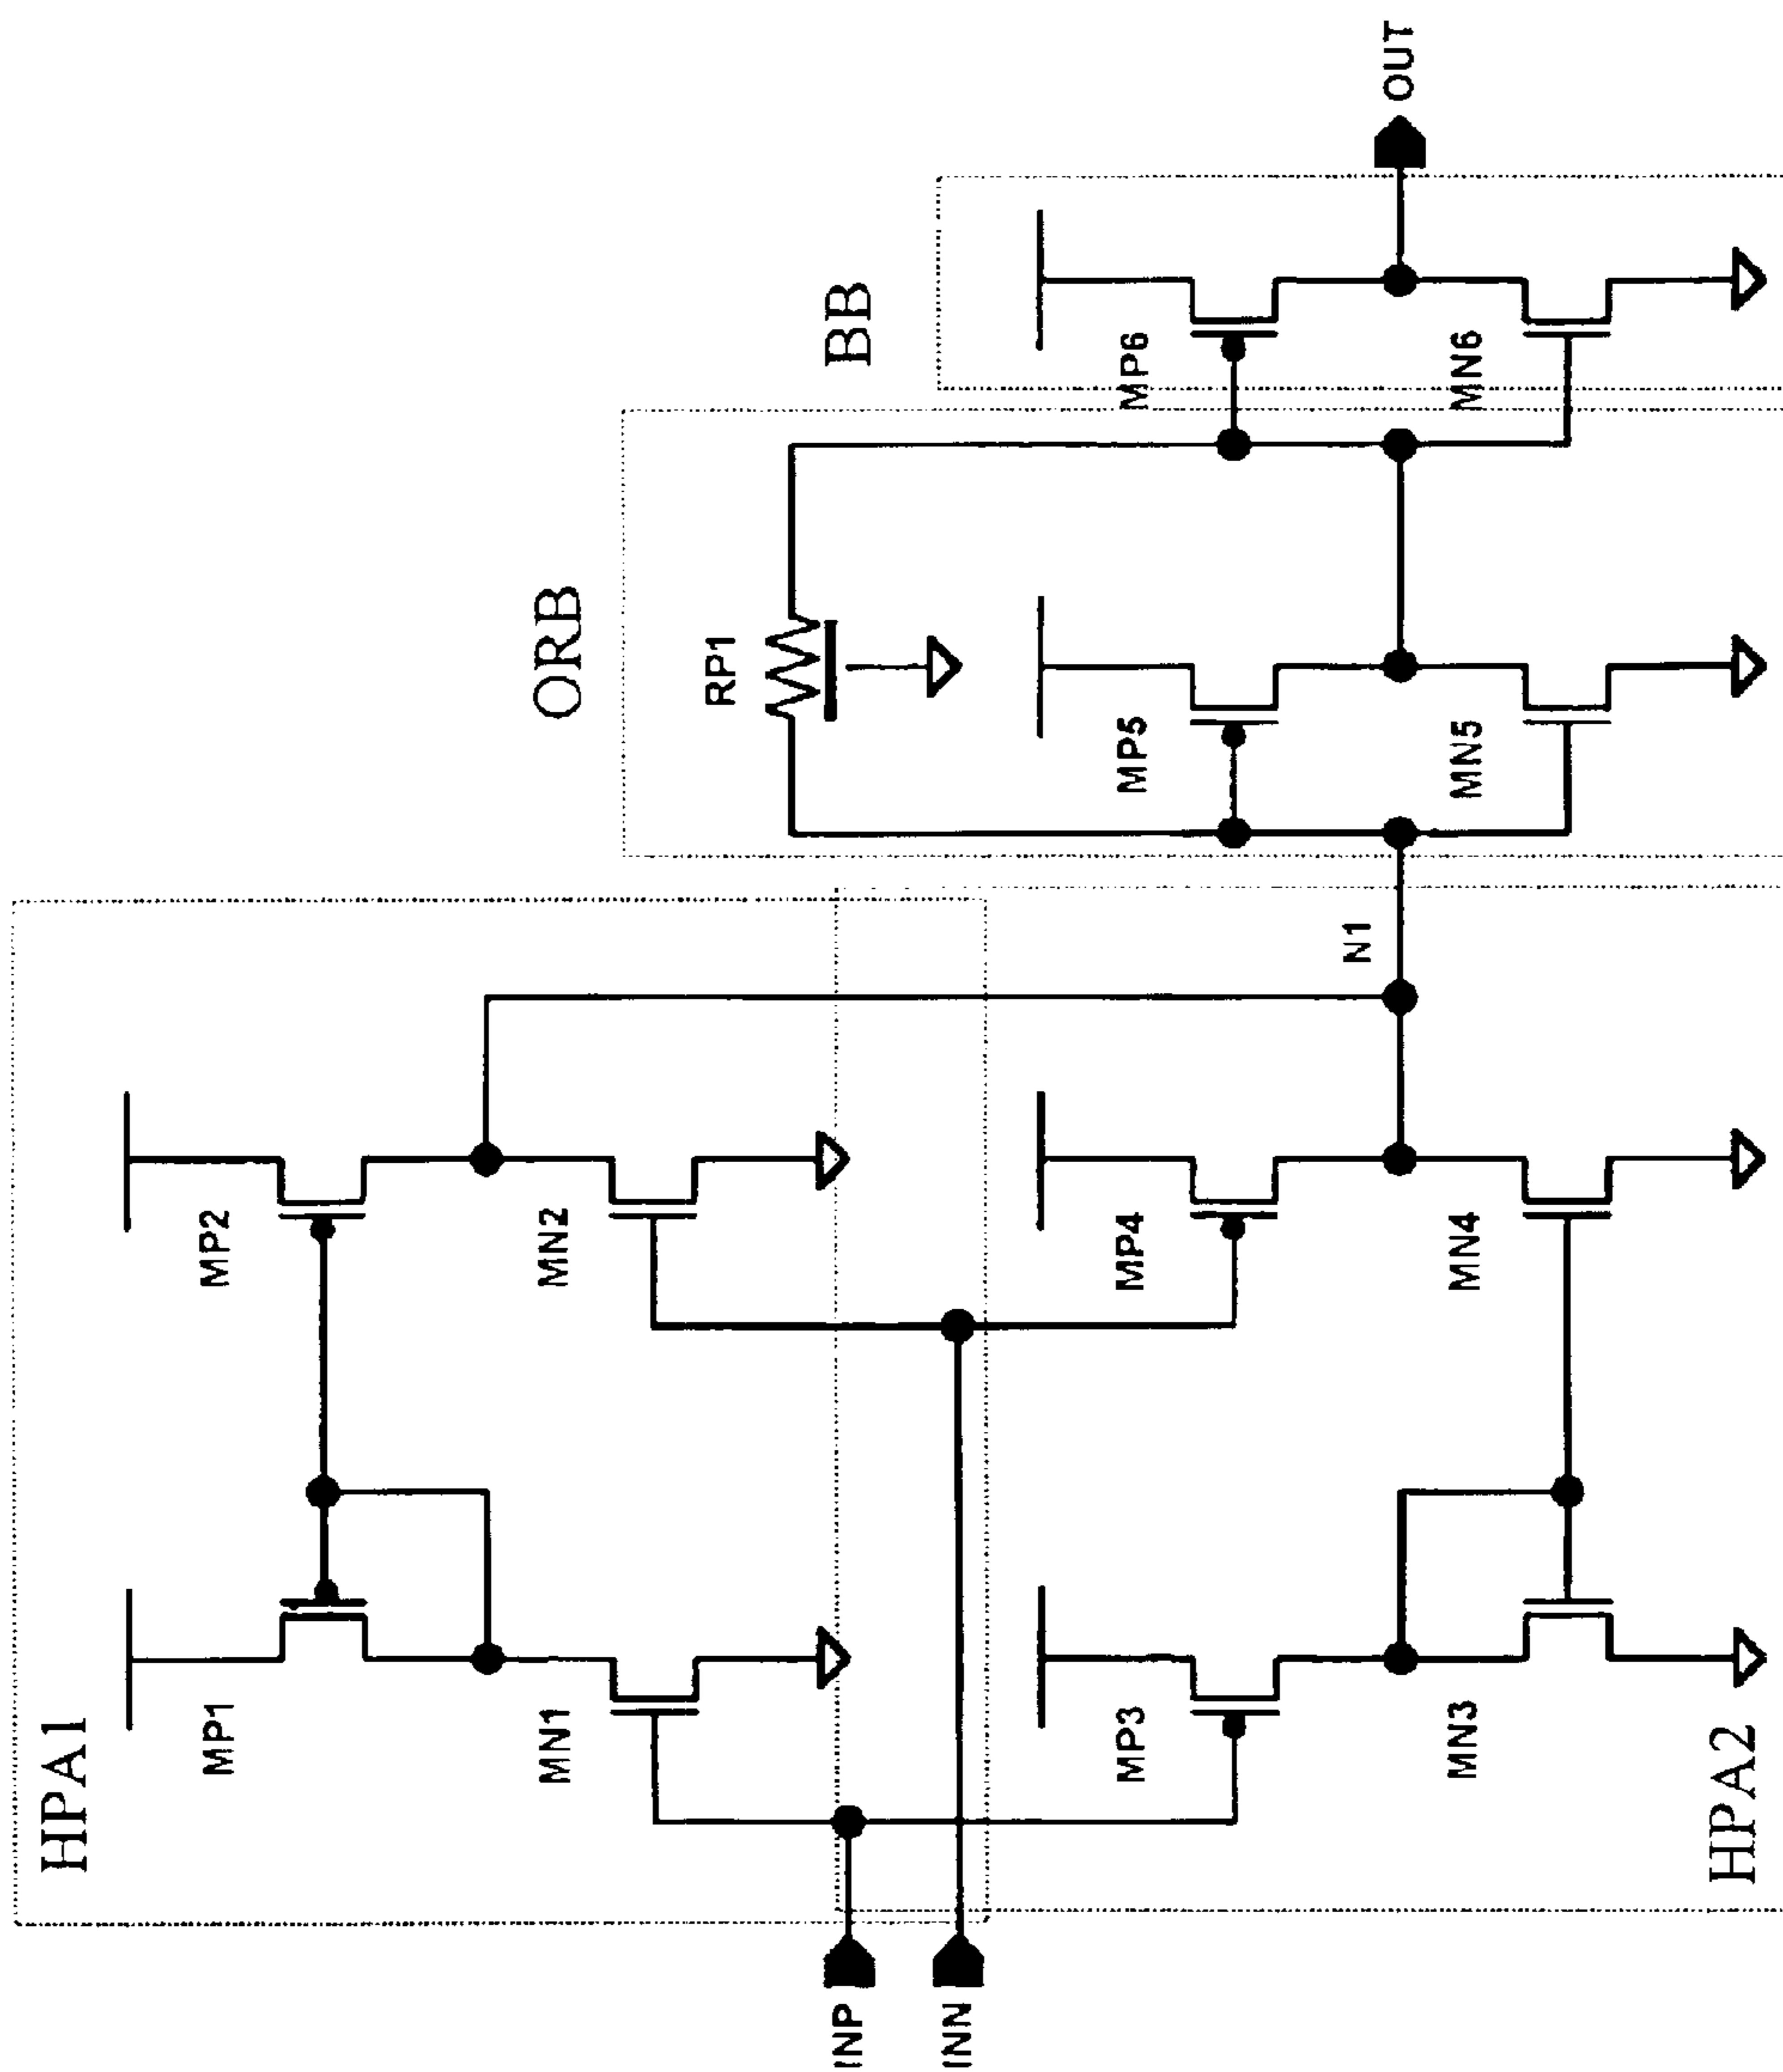 HPA1
MP1
MP2
MN1
MN2
INP
INN
MP3
MP4
MN3
MN4
HPA2
N1
ORB
RP1
MP5
MN5
BB
MP6
MN6
OUT